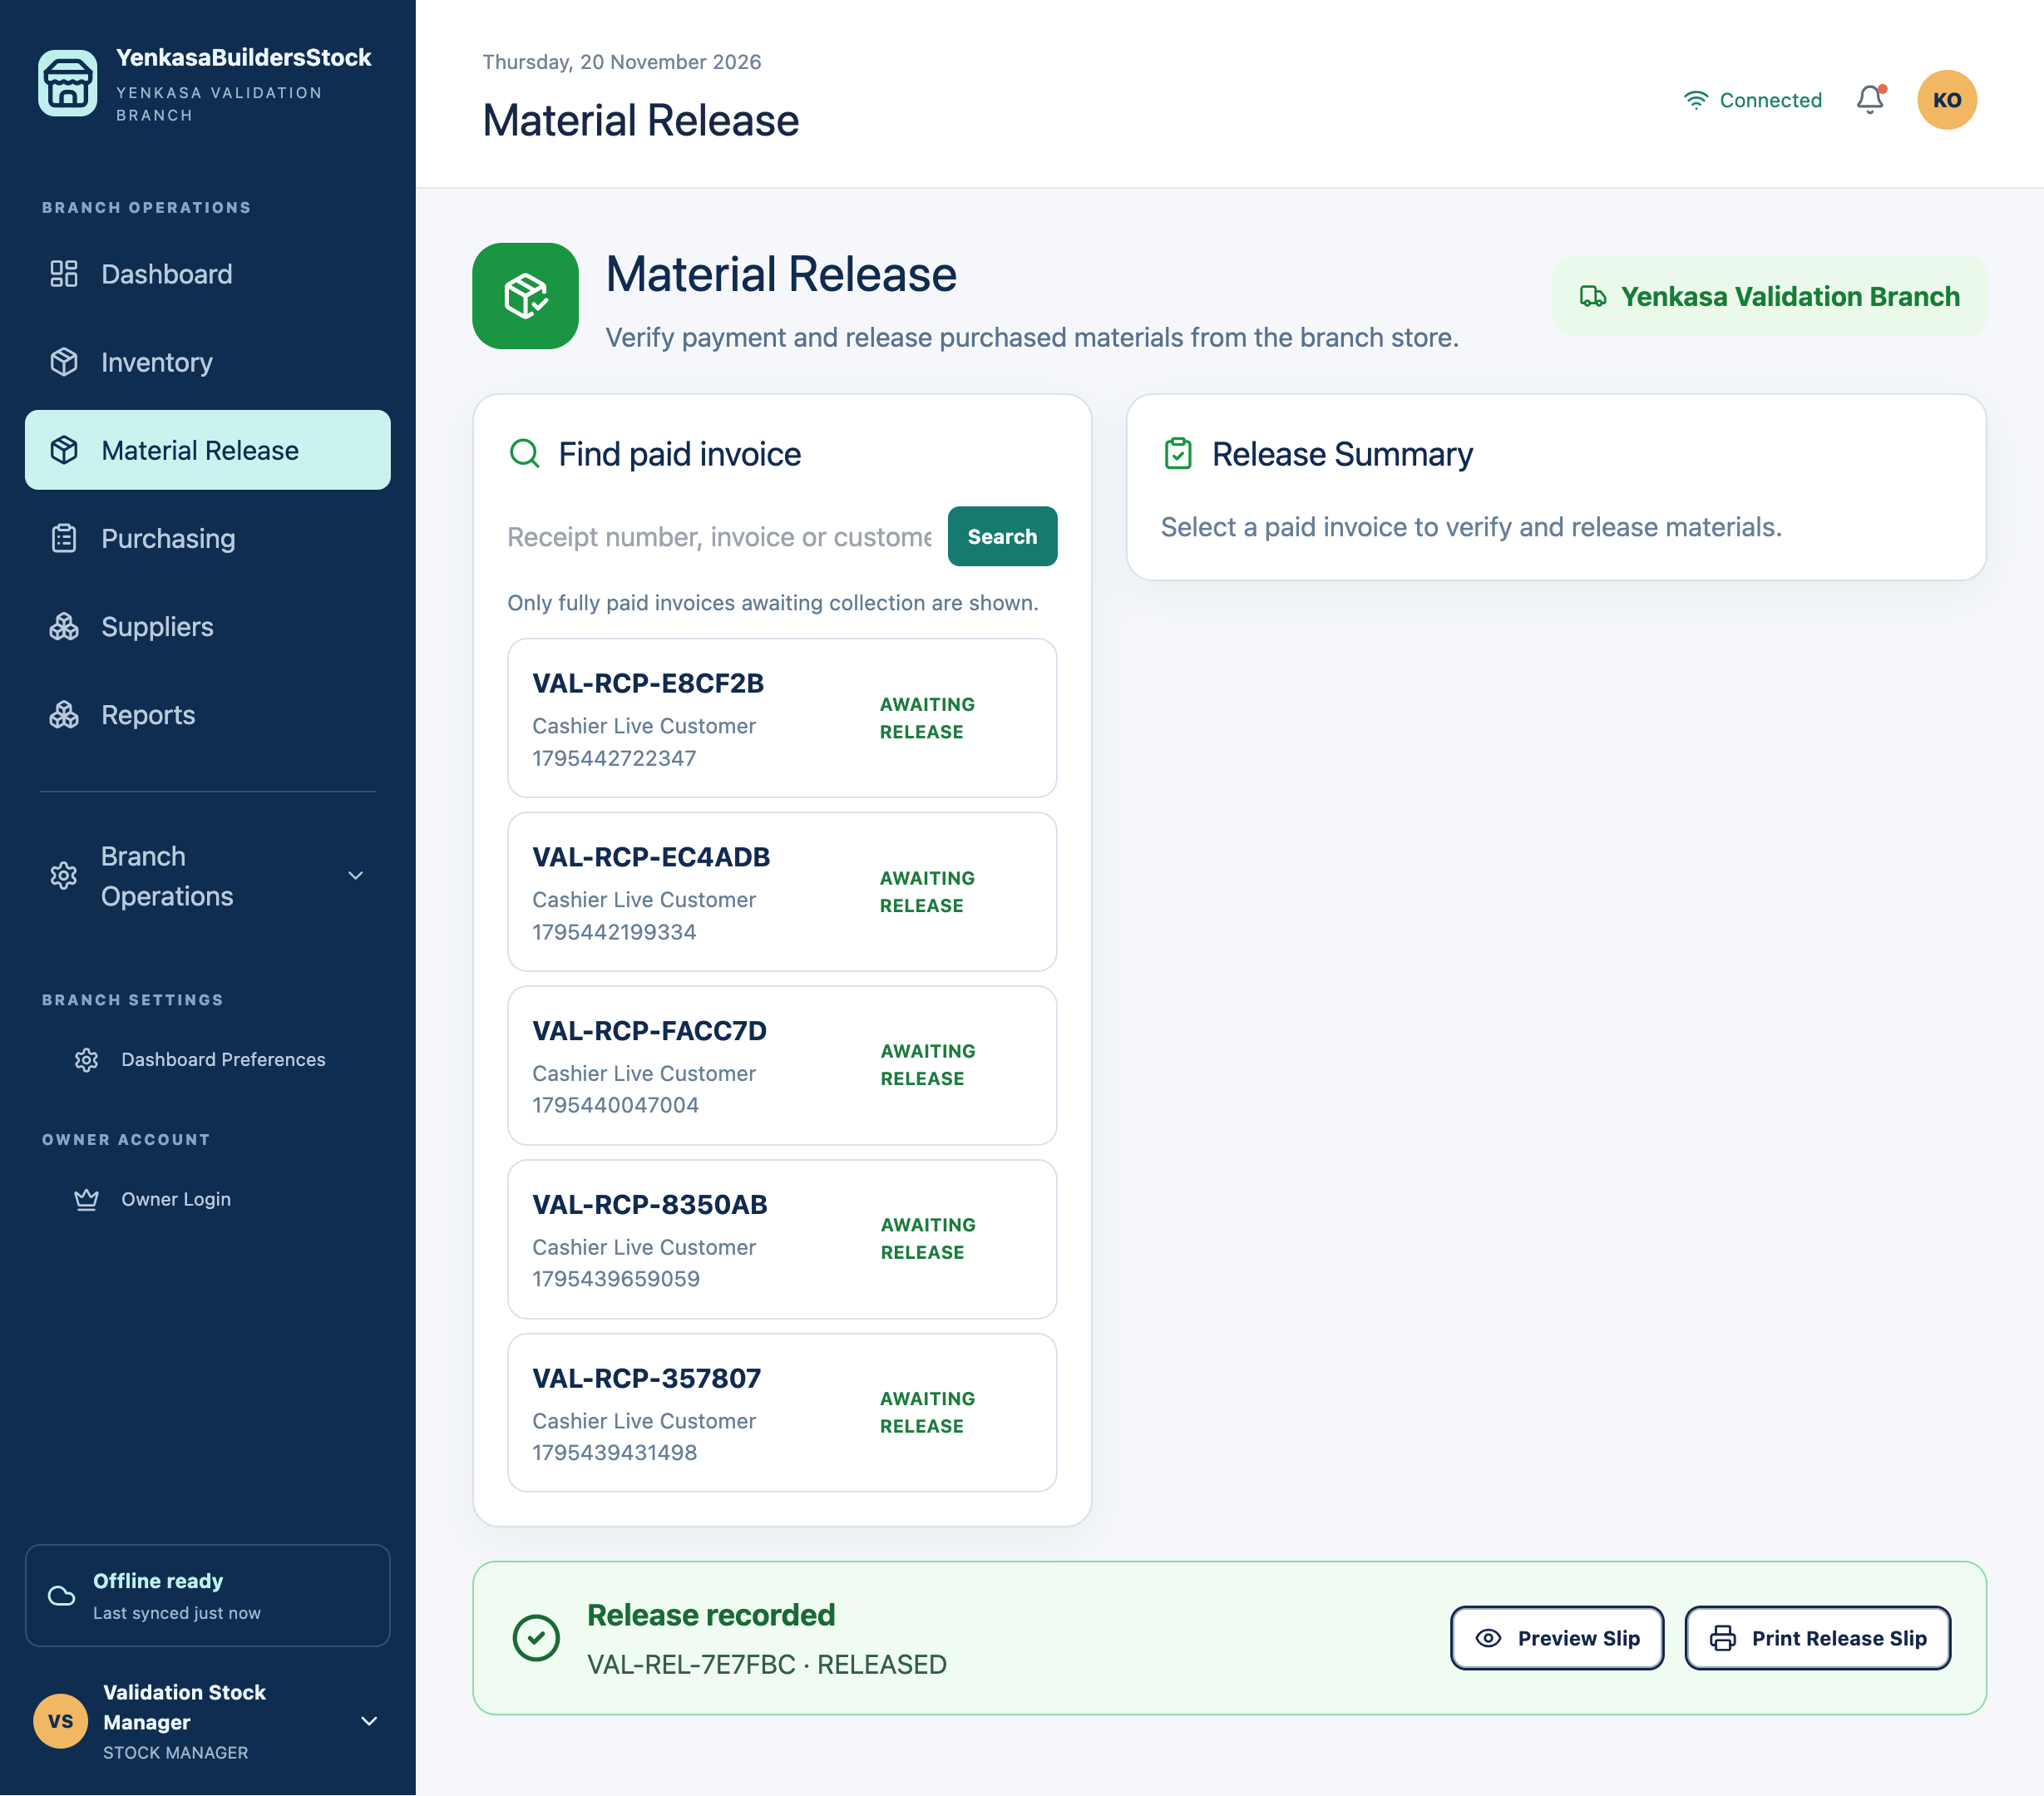 YenkasaBuildersStock
YENKASA VALIDATION
BRANCH
BRANCH OPERATIONS
Dashboard
Inventory
Material Release
Purchasing
Suppliers
Reports
Branch
Operations
BRANCH SETTINGS
Dashboard Preferences
OWNER ACCOUNT
Owner Login
Offline ready
Last synced just now
VS
Validation Stock
Manager
STOCK MANAGER
Thursday, 20 November 2026
Material Release
Connected
KO
Material Release
Verify payment and release purchased materials from the branch store.
Yenkasa Validation Branch
Find paid invoice
Receipt number, invoice or custome
Search
Only fully paid invoices awaiting collection are shown.
VAL-RCP-E8CF2B
Cashier Live Customer
1795442722347
AWAITING
RELEASE
VAL-RCP-EC4ADB
Cashier Live Customer
1795442199334
AWAITING
RELEASE
VAL-RCP-FACC7D
Cashier Live Customer
1795440047004
AWAITING
RELEASE
VAL-RCP-8350AB
Cashier Live Customer
1795439659059
AWAITING
RELEASE
VAL-RCP-357807
Cashier Live Customer
1795439431498
AWAITING
RELEASE
Release Summary
Select a paid invoice to verify and release materials.
Release recorded
VAL-REL-7E7FBC · RELEASED
Preview Slip
Print Release Slip